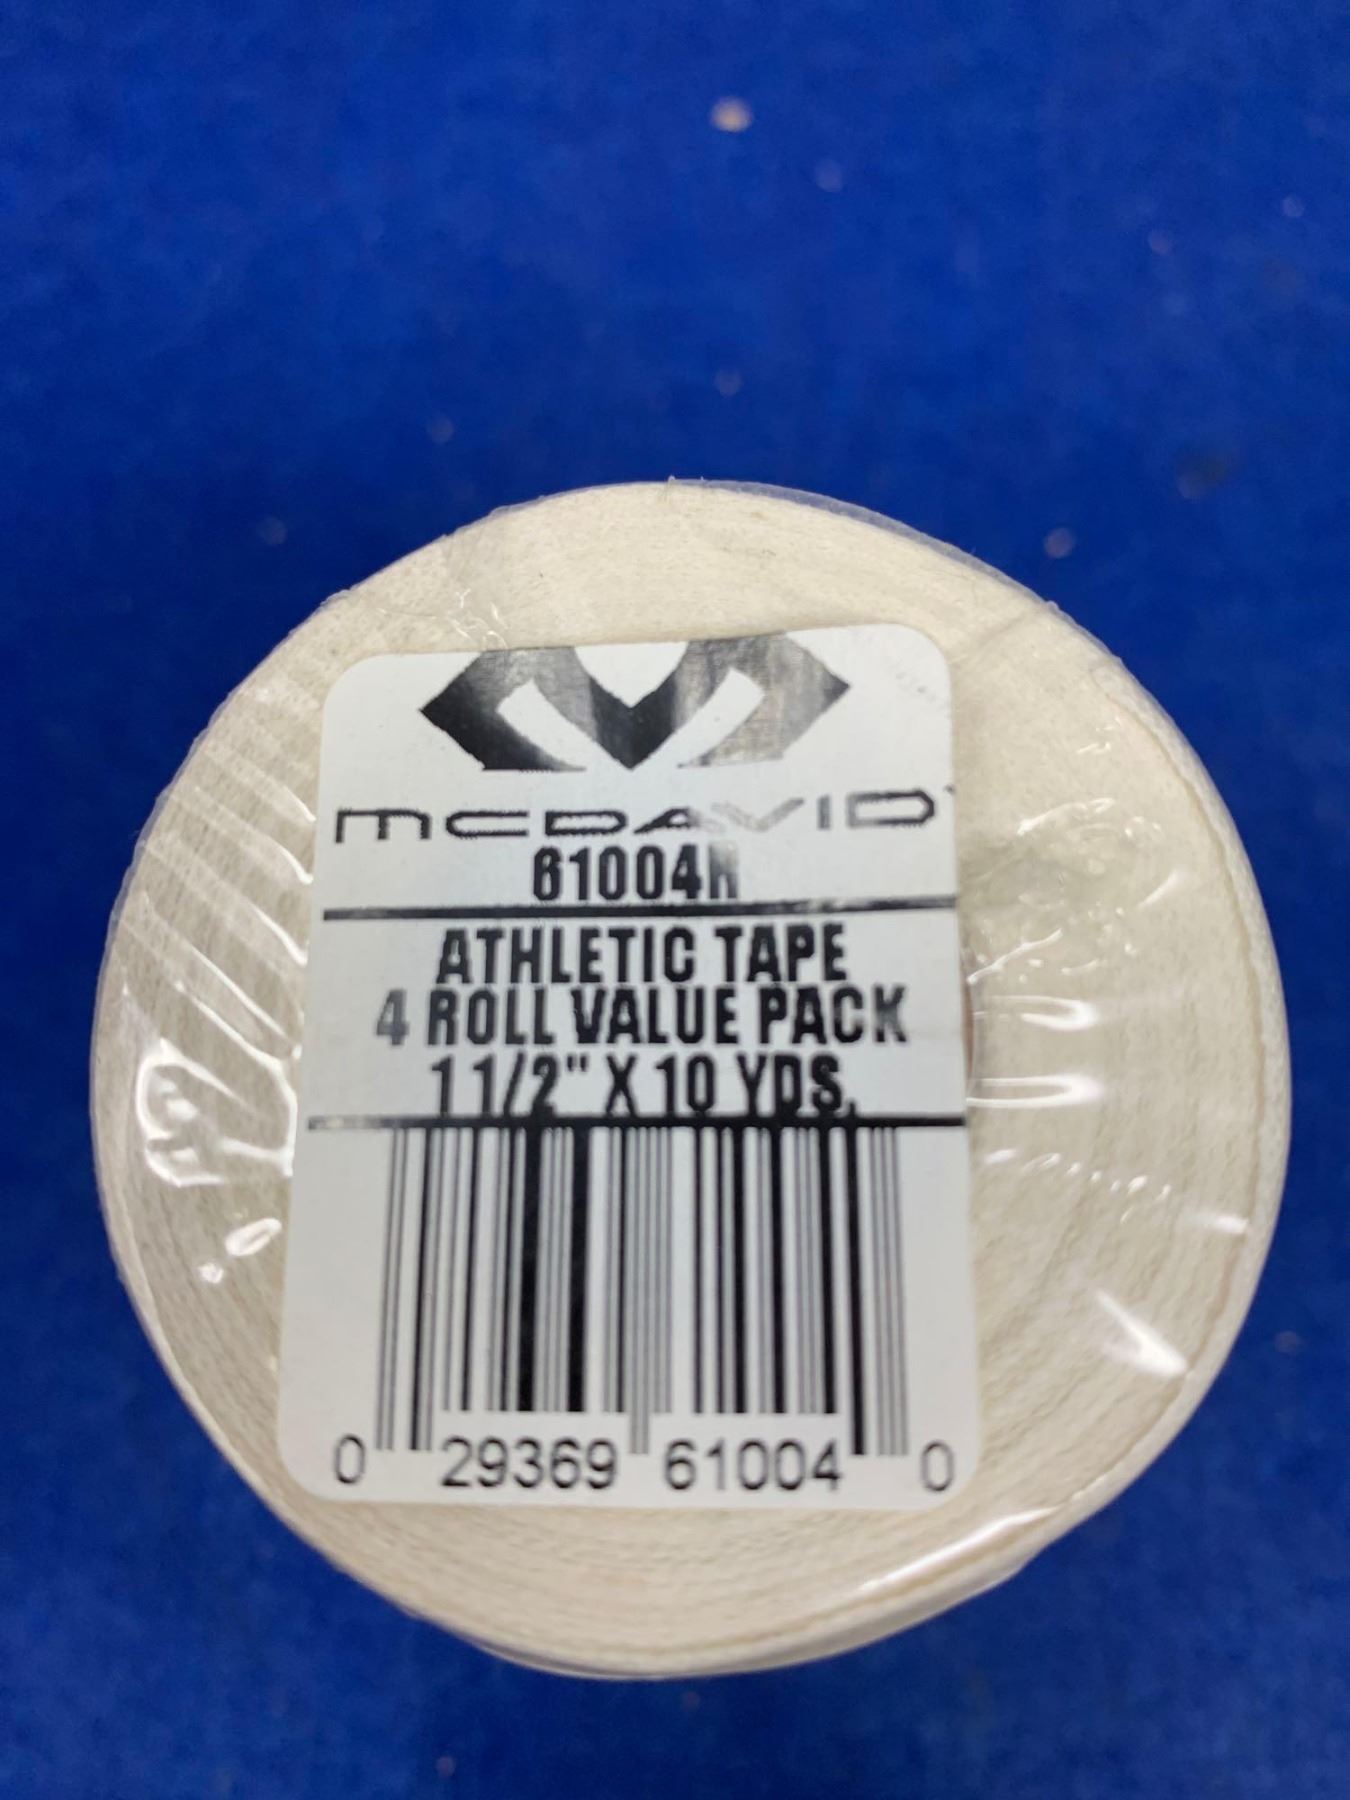 MCDAVID
61004R
ATHLETIC TAPE
4 ROLL VALUE PACK
1 1/2" X 10 YDS.
0 29369 61004 0